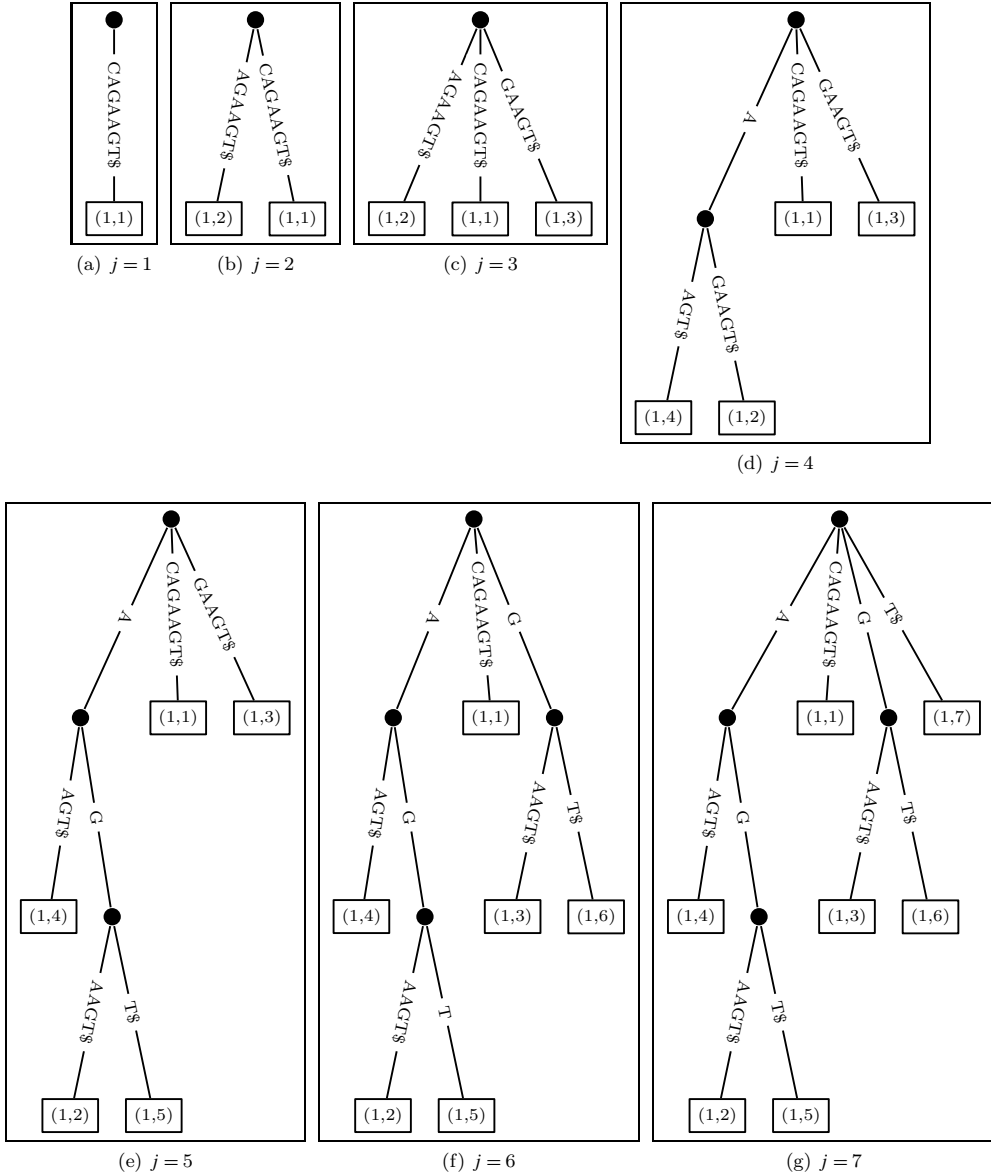 CAGAAGT$
(1,1)
(a) j = 1
AGAAGT$
CAGAAGT$
(1,2)
(1,1)
(b) j = 2
AGAAGT$
CAGAAGT$
GAAGT$
(1,2)
(1,1)
(1,3)
(c) j = 3
A
CAGAAGT$
GAAGT$
(1,1)
(1,3)
AGT$
GAAGT$
(1,4)
(1,2)
(d) j = 4
A
CAGAAGT$
GAAGT$
(1,1)
(1,3)
AGT$
G
(1,4)
AAGT$
T$
(1,2)
(1,5)
(e) j = 5
A
CAGAAGT$
G
(1,1)
AGT$
G
AAGT$
T$
(1,4)
(1,3)
(1,6)
AAGT$
T
(1,2)
(1,5)
(f) j = 6
A
CAGAAGT$
G
T$
(1,1)
(1,7)
AGT$
G
AAGT$
T$
(1,4)
(1,3)
(1,6)
AAGT$
T$
(1,2)
(1,5)
(g) j = 7